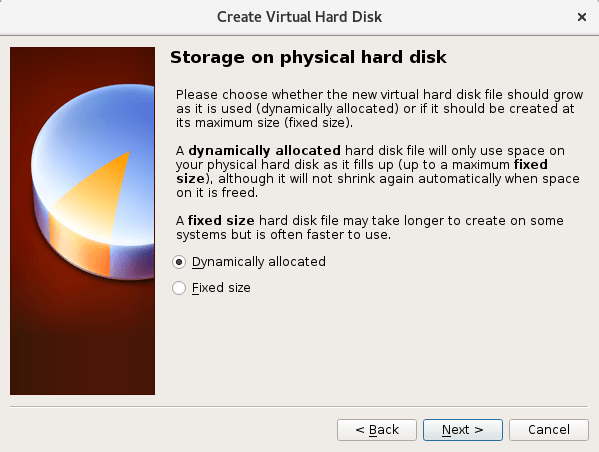 Create Virtual Hard Disk
×
Storage on physical hard disk
Please choose whether the new virtual hard disk file should grow
as it is used (dynamically allocated) or if it should be created at
its maximum size (fixed size).
A dynamically allocated hard disk file will only use space on
your physical hard disk as it fills up (up to a maximum fixed
size), although it will not shrink again automatically when space
on it is freed.
A fixed size hard disk file may take longer to create on some
systems but is often faster to use.
Dynamically allocated
Fixed size
< Back Next > Cancel